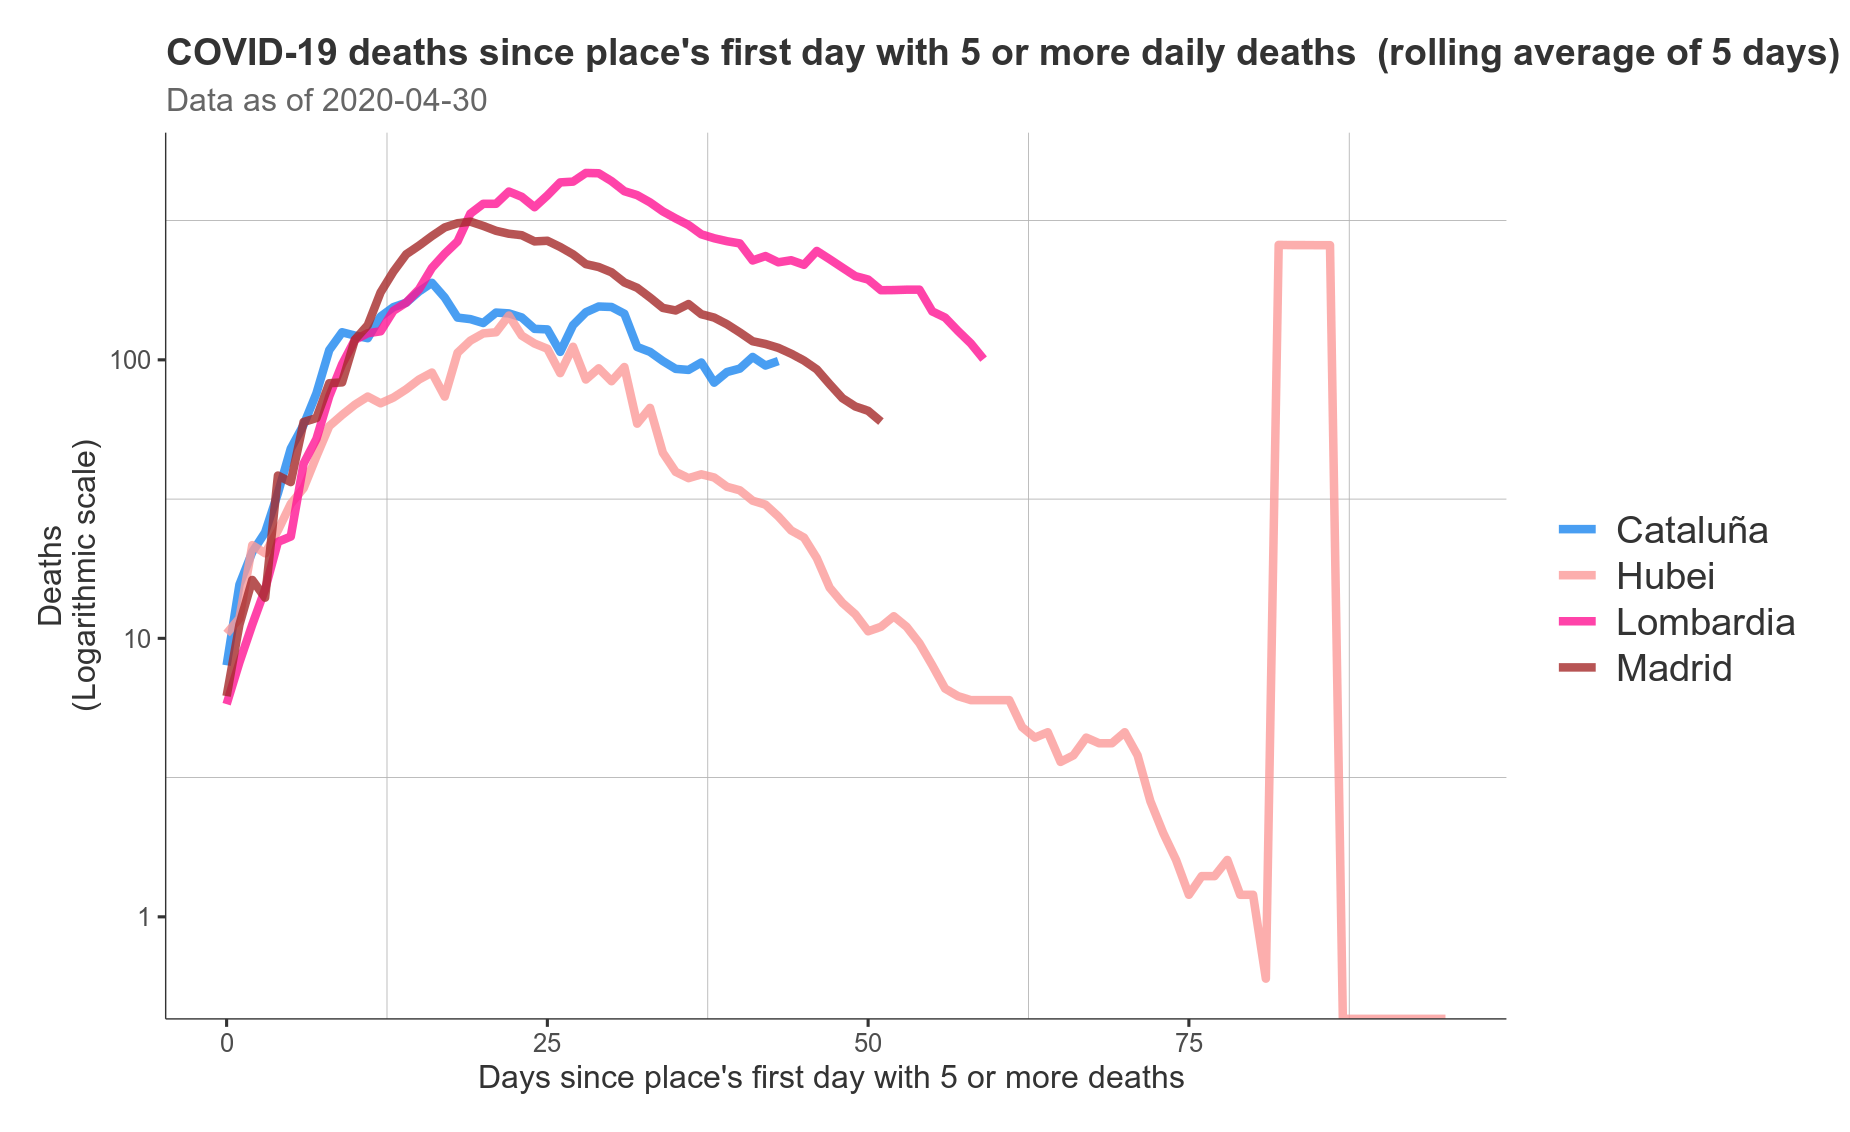 COVID-19 deaths since place's first day with 5 or more daily deaths  (rolling average of 5 days)
Data as of 2020-04-30
Deaths
(Logarithmic scale)
100
10
1
0
25
50
75
Days since place's first day with 5 or more deaths
Cataluña
Hubei
Lombardia
Madrid